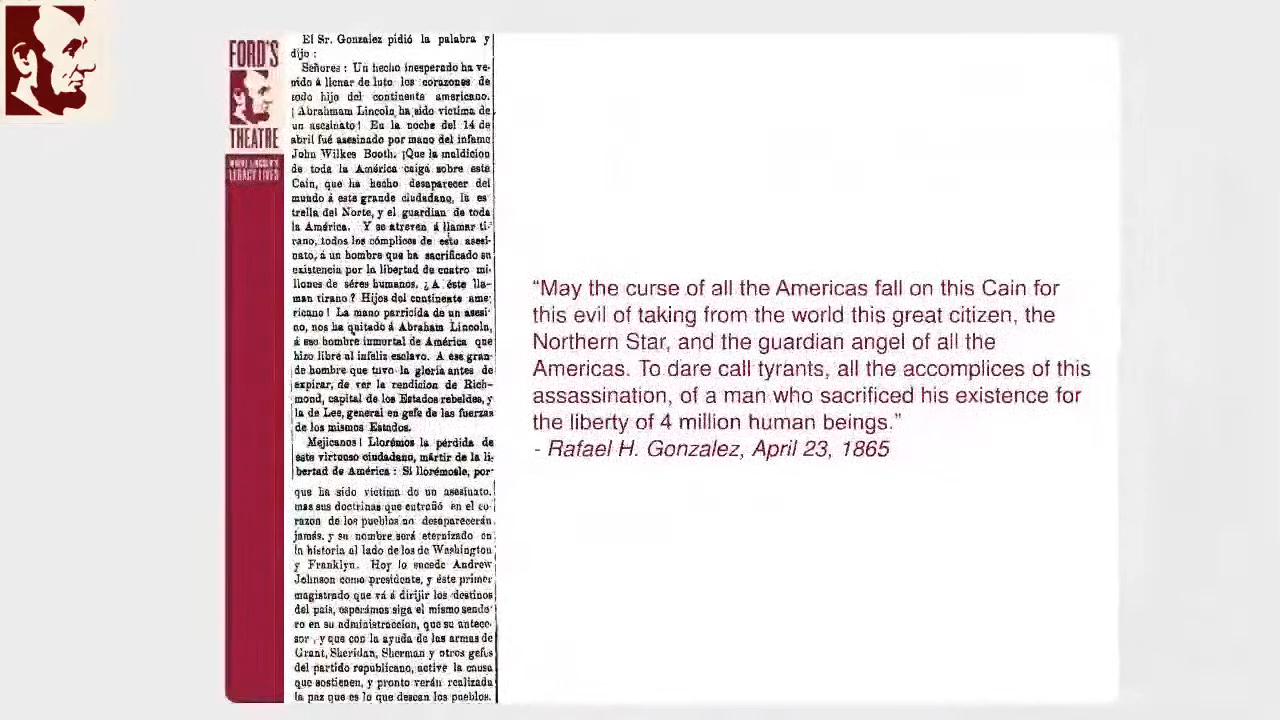 FORD'S
THEATRE
WHERE LINCOLN'S
LEGACY LIVES
El Sr. Gonzalez pidió la palabra y
dijo :
Señores : Un hecho inesperado ha ve-
nido á llenar de luto los corazones de
todo hijo del continente americano.
¡ Abrahmam Lincoln ha sido victima de
un asesinato ! En la noche del 14 de
abril fué asesinado por mano del infame
John Wilkes Booth. ¡Que la maldicion
de toda la América caiga sobre este
Cain, que ha hecho desaparecer del
mundo á este grande ciudadano, la es
trella del Norte, y el guardian de toda
la América. Y se atreven á llamar ti-
rano, todos los cómplices de este asesi-
nato, á un hombre que ha sacrificado su
existencia por la libertad de cuatro mi-
llones de séres humanos. ¿A éste lla-
man tirano ? Hijos del continente ame-
ricano ! La mano parricida de un asesi-
no, nos ha quitado á Abraham Lincoln,
á ese hombre inmortal de América que
hizo libre al infeliz esclavo. A ese gran-
de hombre que tuvo la gloria antes de
expirar, de ver la rendicion de Rich-
mond, capital de los Estados rebeldes, y
la de Lee, general en gefe de las fuerzas
de los mismos Estados.
Mejicanos ! Llorémos la pérdida de
este virtuoso ciudadano, mártir de la li-
bertad de América : Si llorémosle, por-
que ha sido victima de un asesinato,
mas sus doctrinas que entrañó en el co-
razon de los pueblos no desaparecerán
jamás, y su nombre será eternizado en
la historia al lado de los de Washington
y Franklyn. Hoy le sucede Andrew
Johnson como presidente, y éste primer
magistrado que vá á dirijir los destinos
del pais, esperámos siga el mismo sende-
ro en su administraccion, que su antece-
sor , y que con la ayuda de las armas de
Grant, Sheridan, Sherman y otros gefes
del partido republicano, active la causa
que sostienen, y pronto verán realizada
la paz que es lo que desean los pueblos.
“May the curse of all the Americas fall on this Cain for
this evil of taking from the world this great citizen, the
Northern Star, and the guardian angel of all the
Americas. To dare call tyrants, all the accomplices of this
assassination, of a man who sacrificed his existence for
the liberty of 4 million human beings.”
- Rafael H. Gonzalez, April 23, 1865